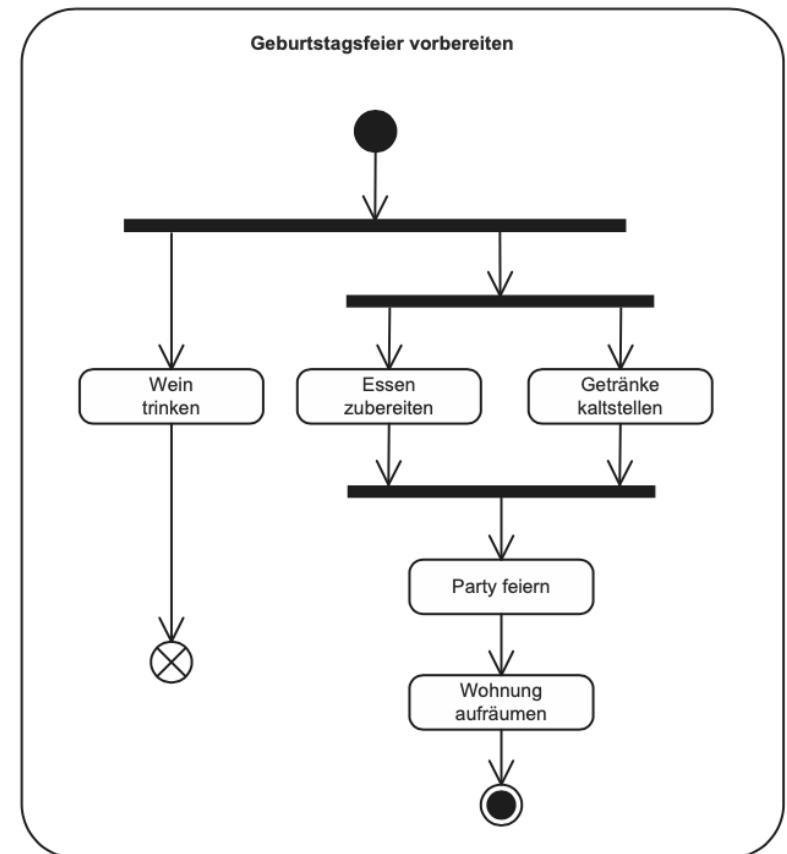 Geburtstagsfeier vorbereiten
Wein
trinken
Essen
zubereiten
Getränke
kaltstellen
Party feiern
Wohnung
aufräumen